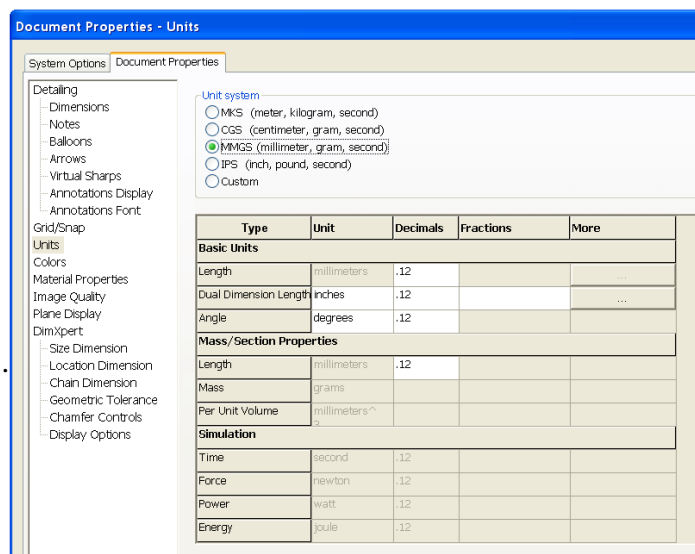 Document Properties - Units
System Options
Document Properties
Detailing
Dimensions
Notes
Balloons
Arrows
Virtual Sharps
Annotations Display
Annotations Font
Grid/Snap
Units
Colors
Material Properties
Image Quality
Plane Display
DimXpert
Size Dimension
Location Dimension
Chain Dimension
Geometric Tolerance
Chamfer Controls
Display Options
Unit system
MKS (meter, kilogram, second)
CGS (centimeter, gram, second)
MMGS (millimeter, gram, second)
IPS (inch, pound, second)
Custom
Type Unit Decimals Fractions More
Basic Units
Length millimeters .12 ...
Dual Dimension Length inches .12 ...
Angle degrees .12
Mass/Section Properties
Length millimeters .12
Mass grams
Per Unit Volume millimeters^
3
Simulation
Time second .12
Force newton .12
Power watt .12
Energy joule .12